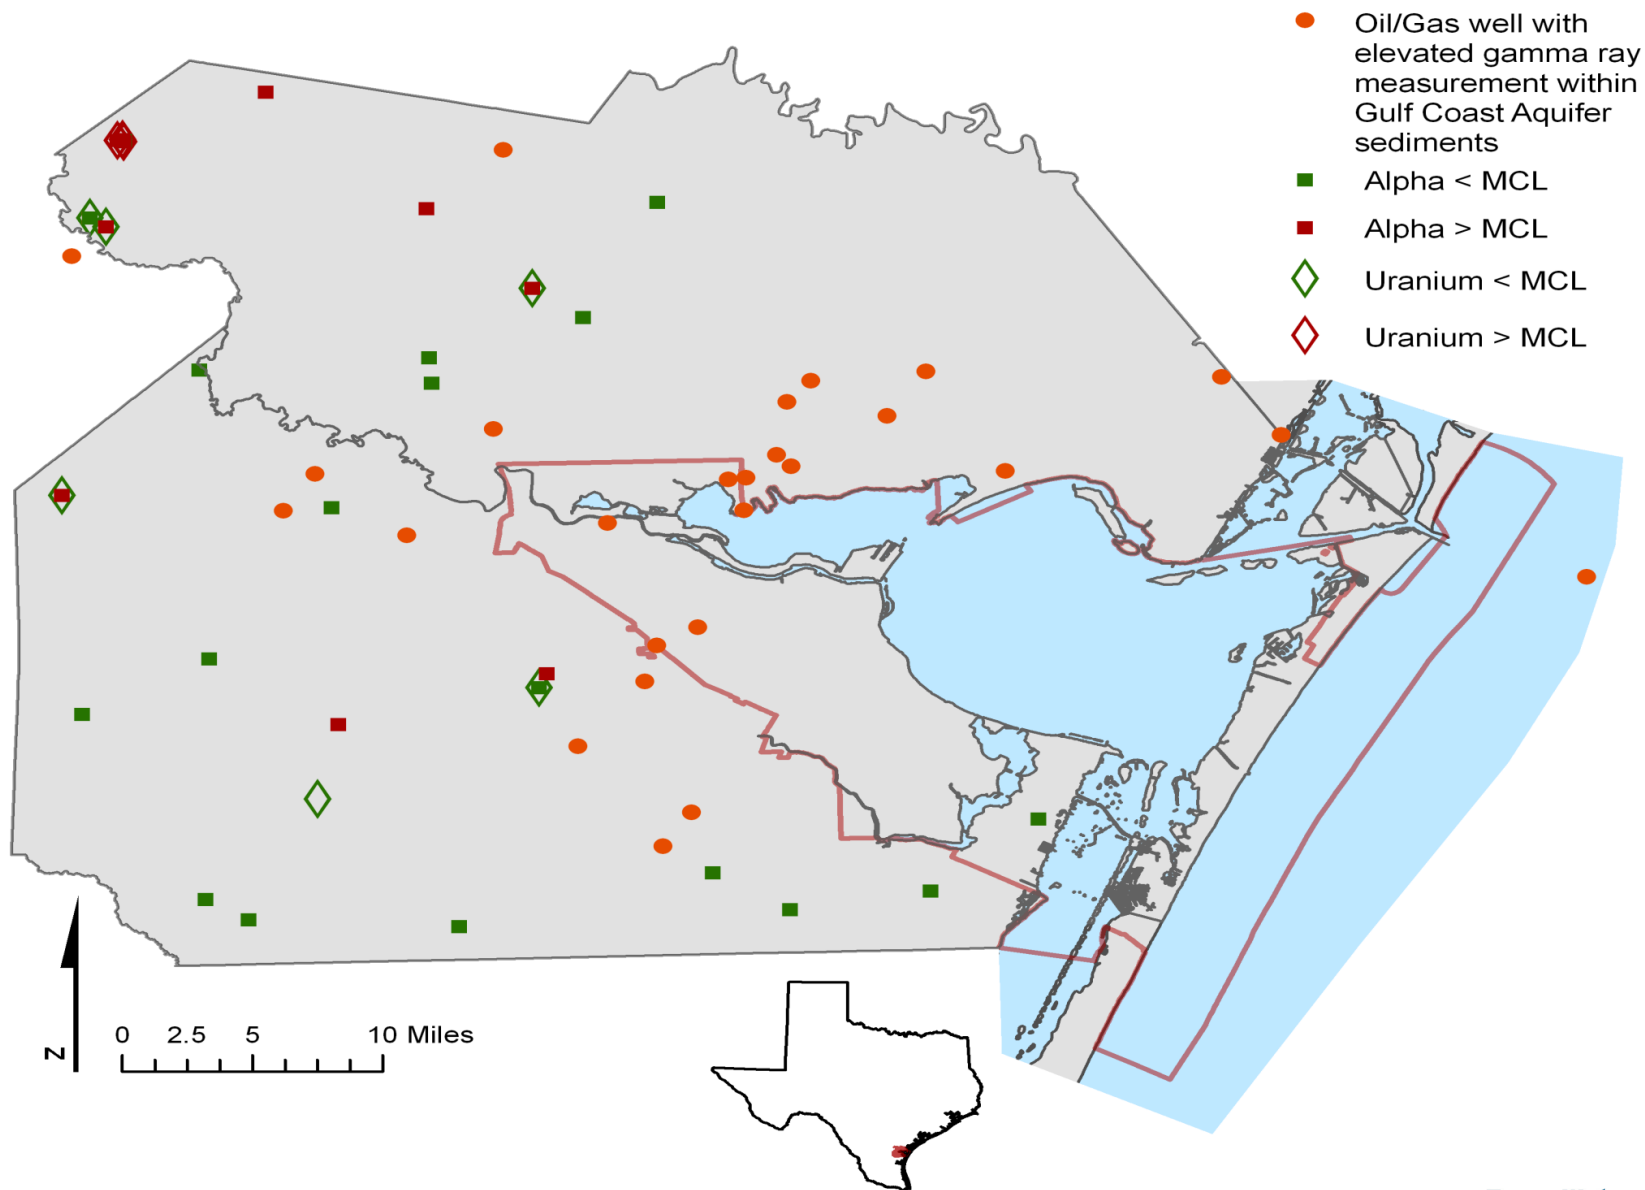 Oil/Gas well with
elevated gamma ray
measurement within
Gulf Coast Aquifer
sediments
Alpha < MCL
Alpha > MCL
Uranium < MCL
Uranium > MCL
N
0 2.5 5 10 Miles